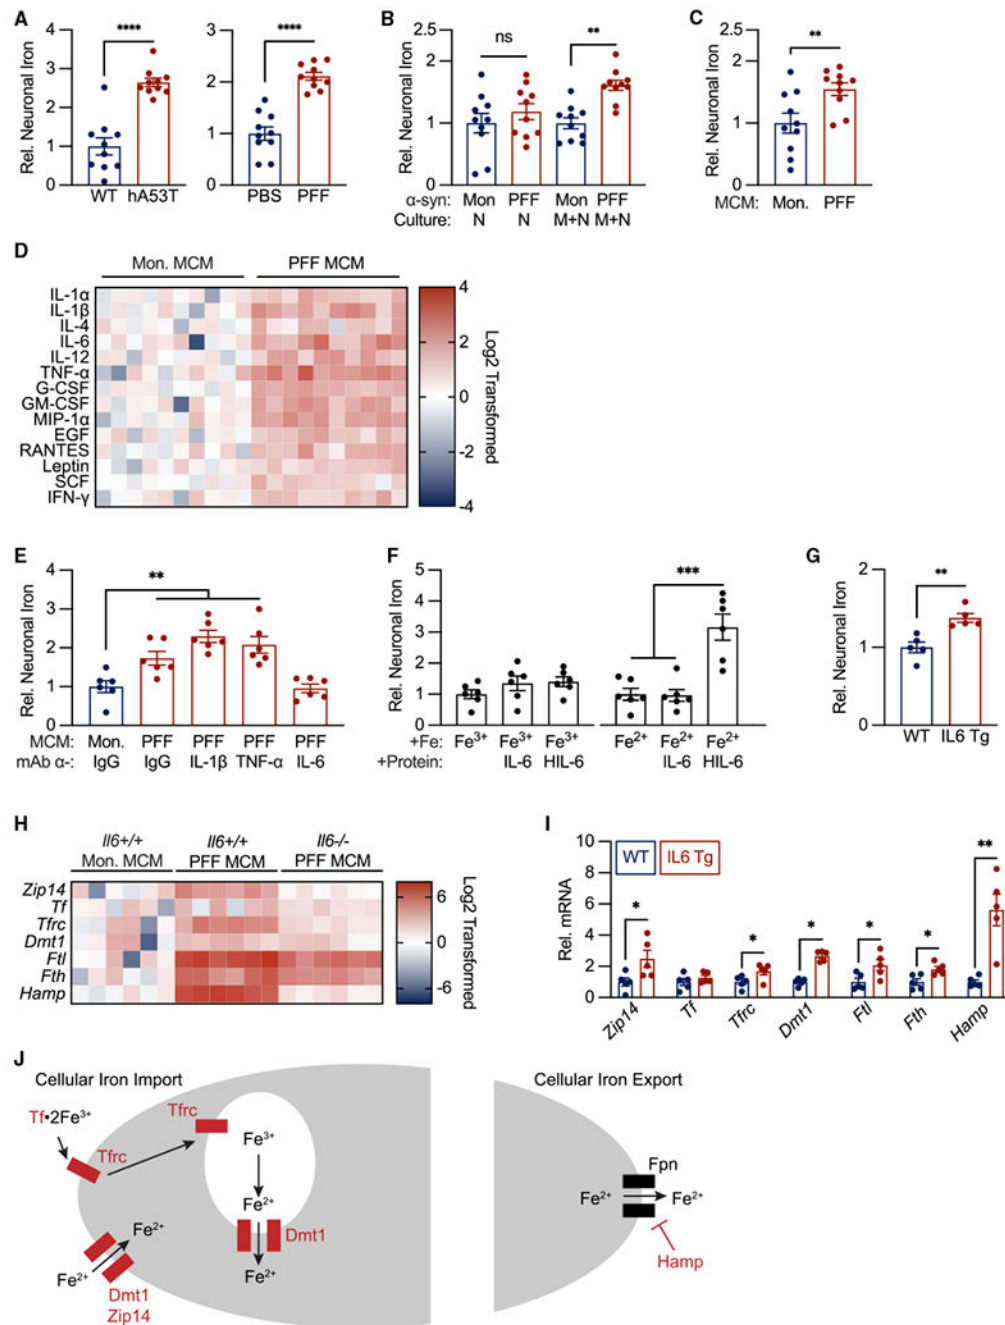 A
Rel. Neuronal Iron
4
3
2
1
0
****
WT hA53T
3
2
1
0
****
PBS PFF
B
Rel. Neuronal Iron
2.5
2
1
0
ns
**
α-syn: Mon PFF Mon PFF
Culture: N N M+N M+N
C
Rel. Neuronal Iron
2.5
2
1
0
**
MCM: Mon. PFF
D
Mon. MCM PFF MCM
IL-1α
IL-1β
IL-4
IL-6
IL-12
TNF-α
G-CSF
GM-CSF
MIP-1α
EGF
RANTES
Leptin
SCF
IFN-γ
4
2
0
-2
-4
Log2 Transformed
E
Rel. Neuronal Iron
4
3
2
1
0
**
MCM: Mon. PFF PFF PFF PFF
mAb α-: IgG IgG IL-1β TNF-α IL-6
F
Rel. Neuronal Iron
5
4
3
2
1
0
***
+Fe: Fe³⁺ Fe³⁺ Fe³⁺ Fe²⁺ Fe²⁺ Fe²⁺
+Protein: IL-6 HIL-6 IL-6 HIL-6
G
Rel. Neuronal Iron
2
1
0
**
WT IL6 Tg
H
Il6+/+ Il6+/+ Il6-/-
Mon. MCM PFF MCM PFF MCM
Zip14
Tf
Tfrc
Dmt1
Ftl
Fth
Hamp
6
2
-2
-6
Log2 Transformed
I
Rel. mRNA
10
8
6
4
2
0
WT IL6 Tg
*
*
*
*
*
**
Zip14 Tf Tfrc Dmt1 Ftl Fth Hamp
J
Cellular Iron Import
Tf•2Fe³⁺
Tfrc
Tfrc
Fe³⁺
Fe²⁺
Dmt1
Fe²⁺
Fe²⁺
Fe²⁺
Dmt1
Zip14
Cellular Iron Export
Fpn
Fe²⁺ Fe²⁺
Hamp